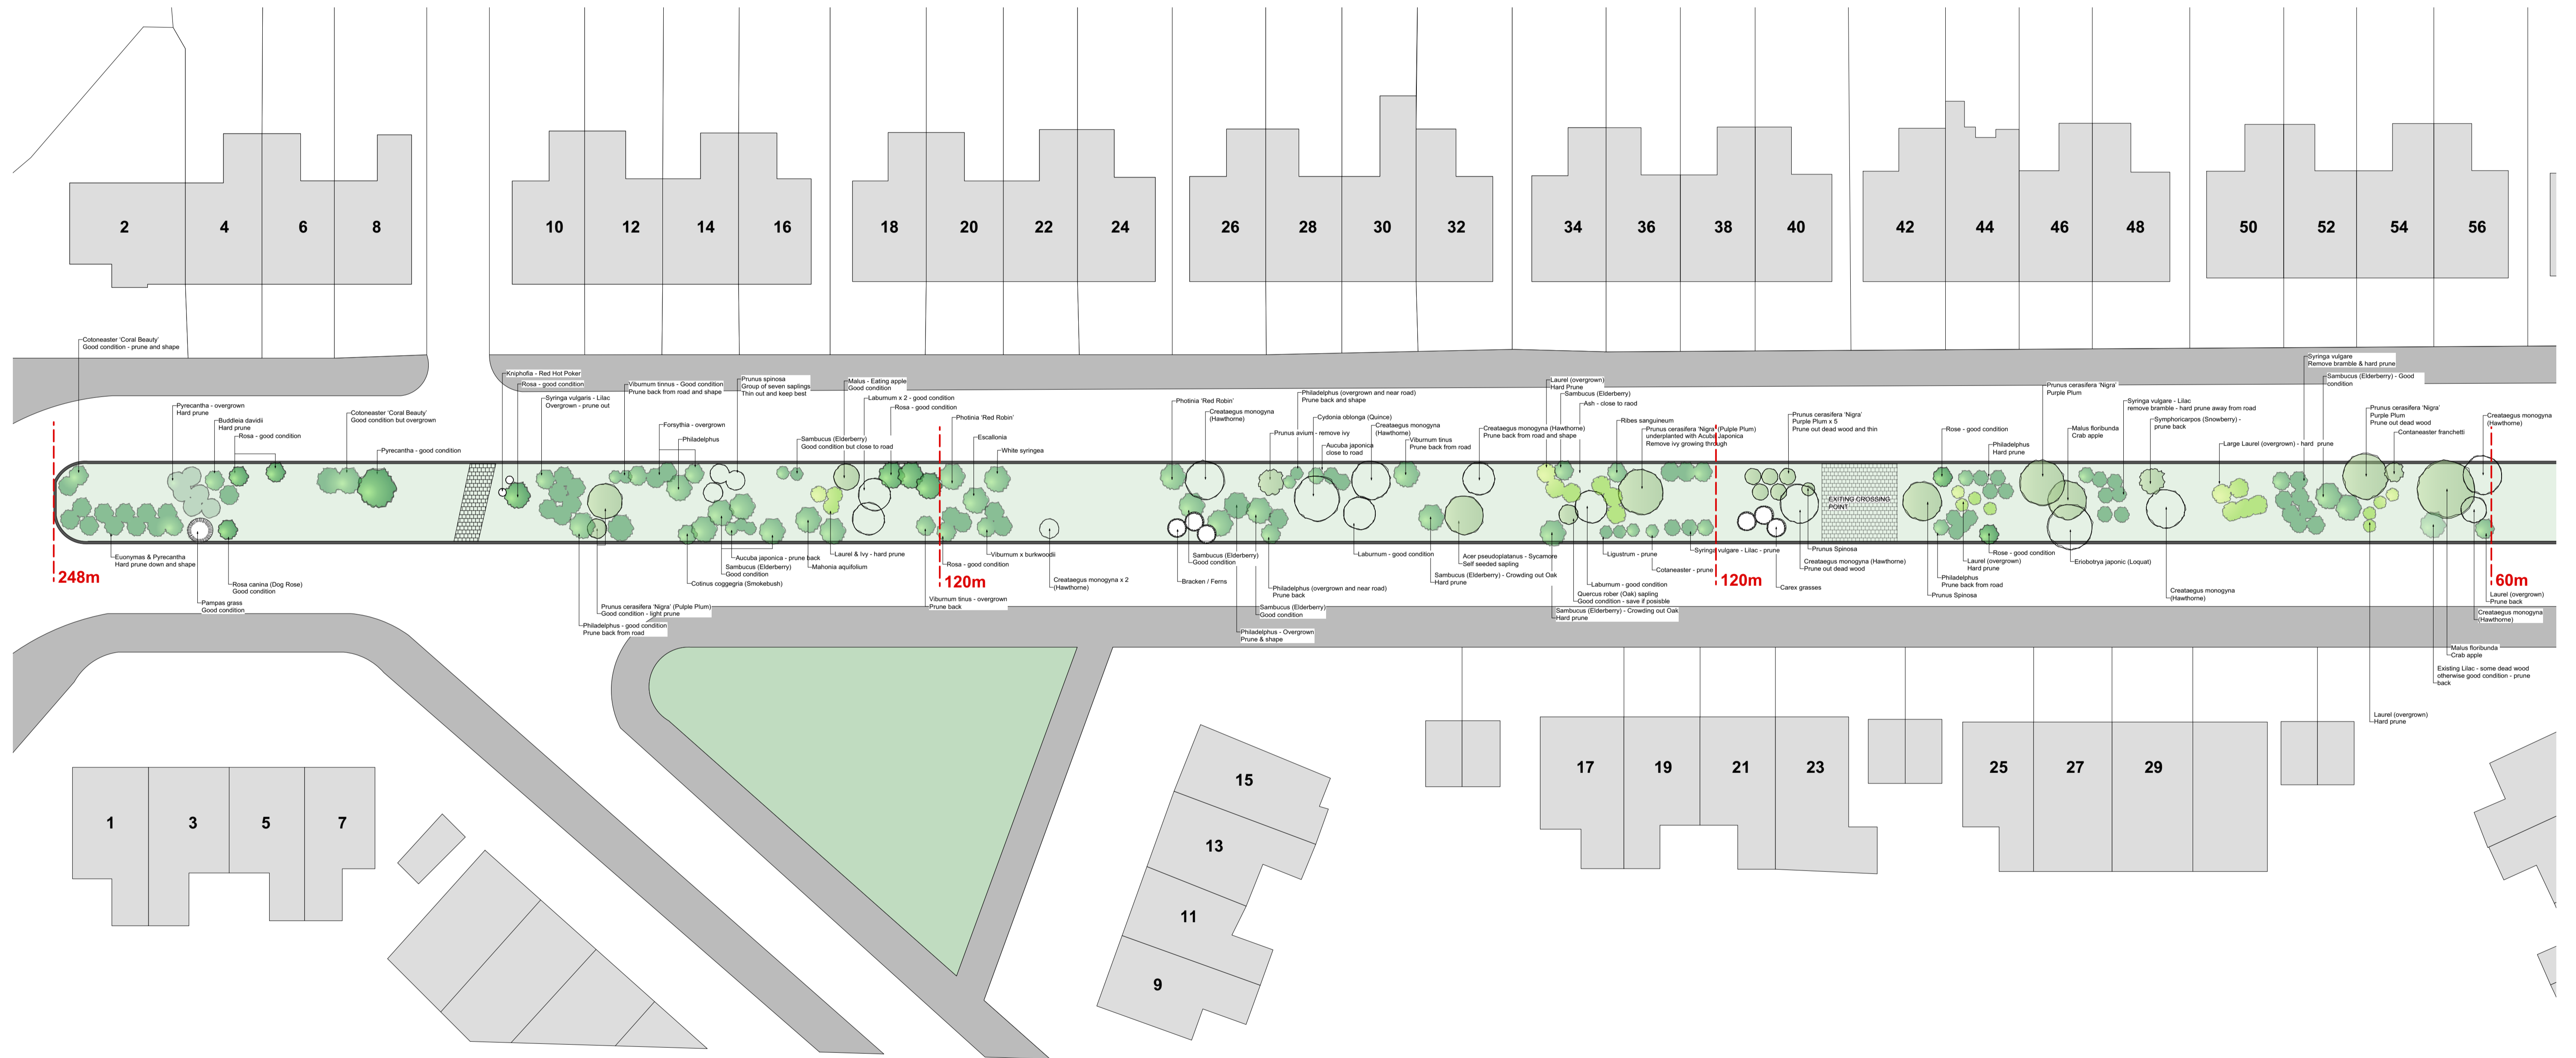 2
4
6
8
10
12
14
16
18
20
22
24
26
28
30
32
34
36
38
40
42
44
46
48
50
52
54
56
Cotoneaster 'Coral Beauty'
Good condition - prune and shape
Pyrecantha - overgrown
Hard prune
Buddleia davidii
Hard prune
Rosa - good condition
Cotoneaster 'Coral Beauty'
Good condition but overgrown
Pyrecantha - good condition
Kniphofia - Red Hot Poker
Rosa - good condition
Syringa vulgaris - Lilac
Overgrown - prune out
Viburnum tinnus - Good condition
Prune back from road and shape
Forsythia - overgrown
Philadelphus
Prunus spinosa
Group of seven saplings
Thin out and keep best
Sambucus (Elderberry)
Good condition but close to road
Malus - Eating apple
Good condition
Laburnum x 2 - good condition
Rosa - good condition
Photinia 'Red Robin'
Escallonia
White syringea
Photinia 'Red Robin'
Creataegus monogyna
(Hawthorne)
Prunus avium - remove ivy
Philadelphus (overgrown and near road)
Prune back and shape
Cydonia oblonga (Quince)
Aucuba japonica
close to road
Creataegus monogyna
(Hawthorne)
Viburnum tinus
Prune back
Creataegus monogyna (Hawthorne)
Prune back from road and shape
Laurel (overgrown)
Hard Prune
Sambucus (Elderberry)
Ash - close to raod
Ribes sanguineum
Prunus cerasifera 'Nigra' (Pulple Plum)
underplanted with Acuba Japonica
Remove ivy growing through
Prunus cerasifera 'Nigra'
Purple Plum x 5
Prune out dead wood and thin
EXIITING CROSSING
POINT
Rose - good condition
Philadelphus
Hard prune
Prunus cerasifera 'Nigra'
Purple Plum
Malus floribunda
Crab apple
Syringa vulgare - Lilac
remove bramble - hard prune away from road
Symphoricarpos (Snowberry) -
prune back
Large Laurel (overgrown) - hard prune
Syringa vulgare
Remove bramble & hard prune
Sambucus (Elderberry) - Good
condition
Prunus cerasifera 'Nigra'
Purple Plum
Prune out dead wood
Contaneaster franchetti
Creataegus monogyna
(Hawthorne)
248m
Euonymas & Pyrecantha
Hard prune down and shape
Pampas grass
Good condition
Rosa canina (Dog Rose)
Good condition
Philadelphus - good condition
Prune back from road
Prunus cerasifera 'Nigra' (Pulple Plum)
Good condition - light prune
Cotinus coggegria (Smokebush)
Sambucus (Elderberry)
Good condition
Aucuba japonica - prune back
Mahonia aquifolium
Laurel & Ivy - hard prune
Viburnum tinus - overgrown
Prune back
Rosa - good condition
120m
Viburnum x burkwoodii
Creataegus monogyna x 2
(Hawthorne)
Bracken / Ferns
Sambucus (Elderberry)
Good condition
Philadelphus - Overgrown
Prune & shape
Sambucus (Elderberry)
Good condition
Philadelphus (overgrown and near road)
Prune back
Laburnum - good condition
Sambucus (Elderberry) - Crowding out Oak
Hard prune
Acer pseudoplatanus - Sycamore
Self seeded sapling
Sambucus (Elderberry) - Crowding out Oak
Hard prune
Quercus rober (Oak) sapling
Good condition - save if posisble
Laburnum - good condition
Ligustrum - prune
Cotaneaster - prune
Syringa vulgare - Lilac - prune
120m
Carex grasses
Creataegus monogyna (Hawthorne)
Prune out dead wood
Prunus Spinosa
Prunus Spinosa
Philadelphus
Prune back from road
Laurel (overgrown)
Hard prune
Rose - good condition
Eriobotrya japonic (Loquat)
Creataegus monogyna
(Hawthorne)
60m
Laurel (overgrown)
Prune back
Creataegus monogyna
(Hawthorne)
Malus floribunda
Crab apple
Existing Lilac - some dead wood
otherwise good condition - prune
back
Laurel (overgrown)
Hard prune
1
3
5
7
15
13
11
9
17
19
21
23
25
27
29